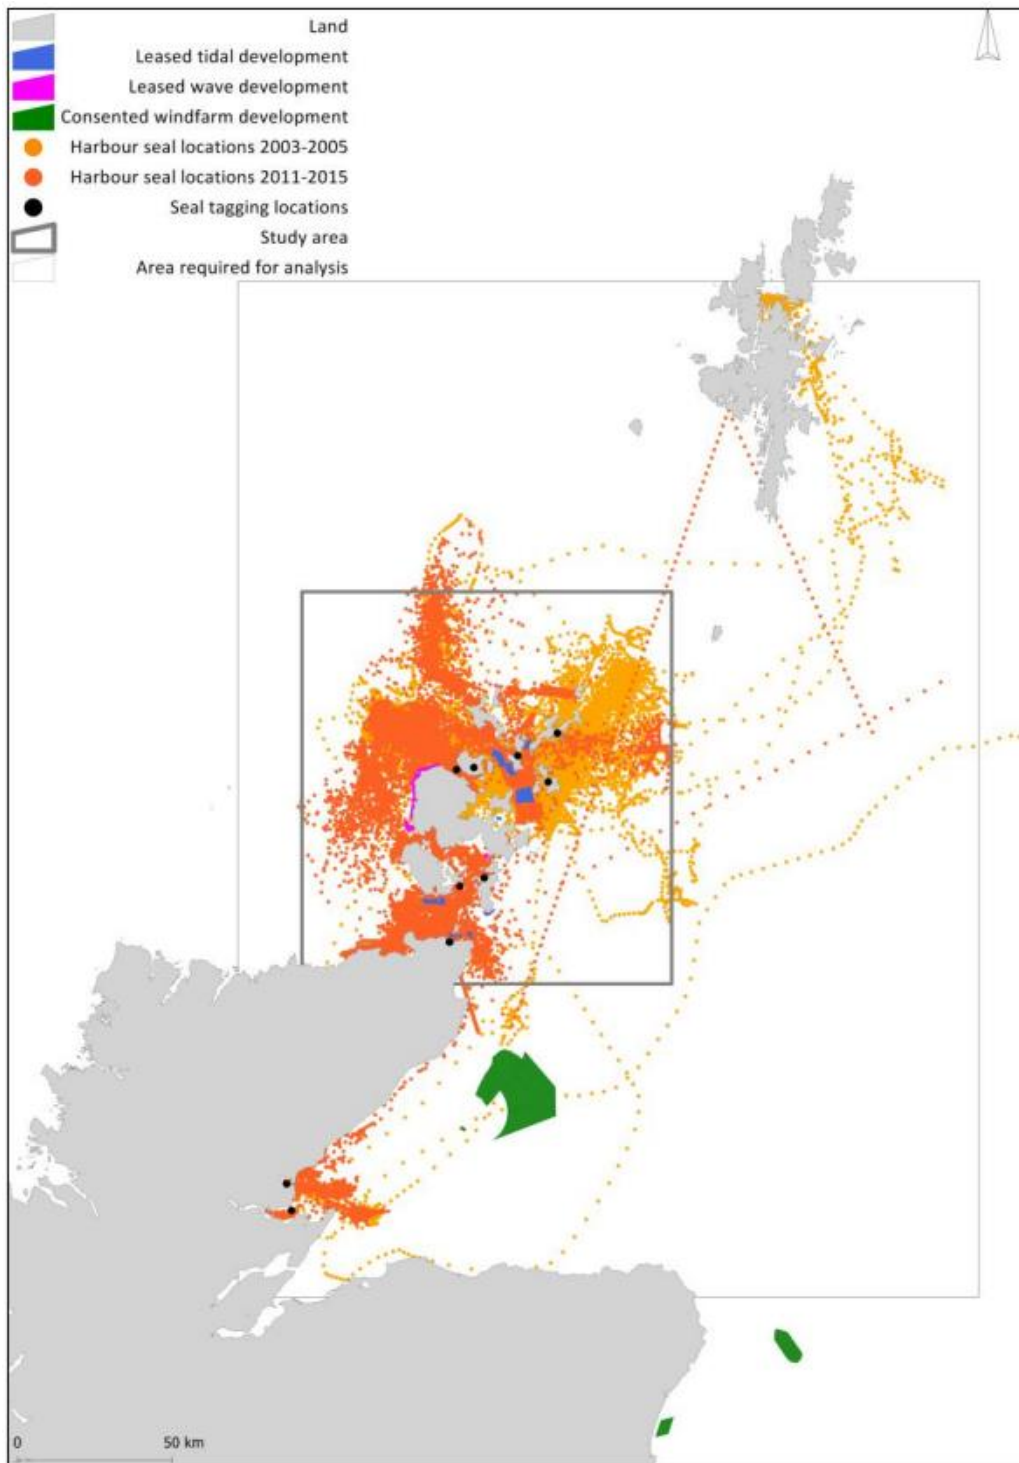 Land
Leased tidal development
Leased wave development
Consented windfarm development
Harbour seal locations 2003-2005
Harbour seal locations 2011-2015
Seal tagging locations
Study area
Area required for analysis
0 50 km